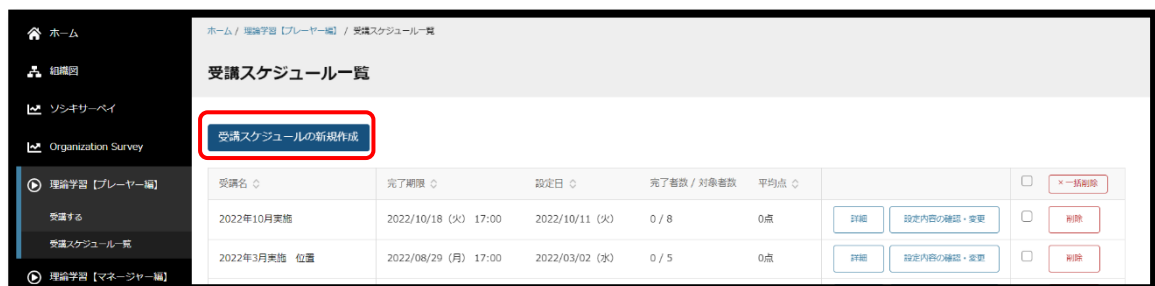 ホーム
組織図
ソシキサーベイ
Organization Survey
理論学習【プレーヤー編】
受講する
受講スケジュール一覧
理論学習【マネージャー編】
ホーム / 理論学習【プレーヤー編】 / 受講スケジュール一覧
受講スケジュール一覧
受講スケジュールの新規作成
受講名 完了期限 設定日 完了者数 / 対象者数 平均点 ×一括削除
2022年10月実施 2022/10/18（火）17:00 2022/10/11（火） 0 / 8 0点 詳細 設定内容の確認・変更 削除
2022年3月実施　位置 2022/08/29（月）17:00 2022/03/02（水） 0 / 5 0点 詳細 設定内容の確認・変更 削除